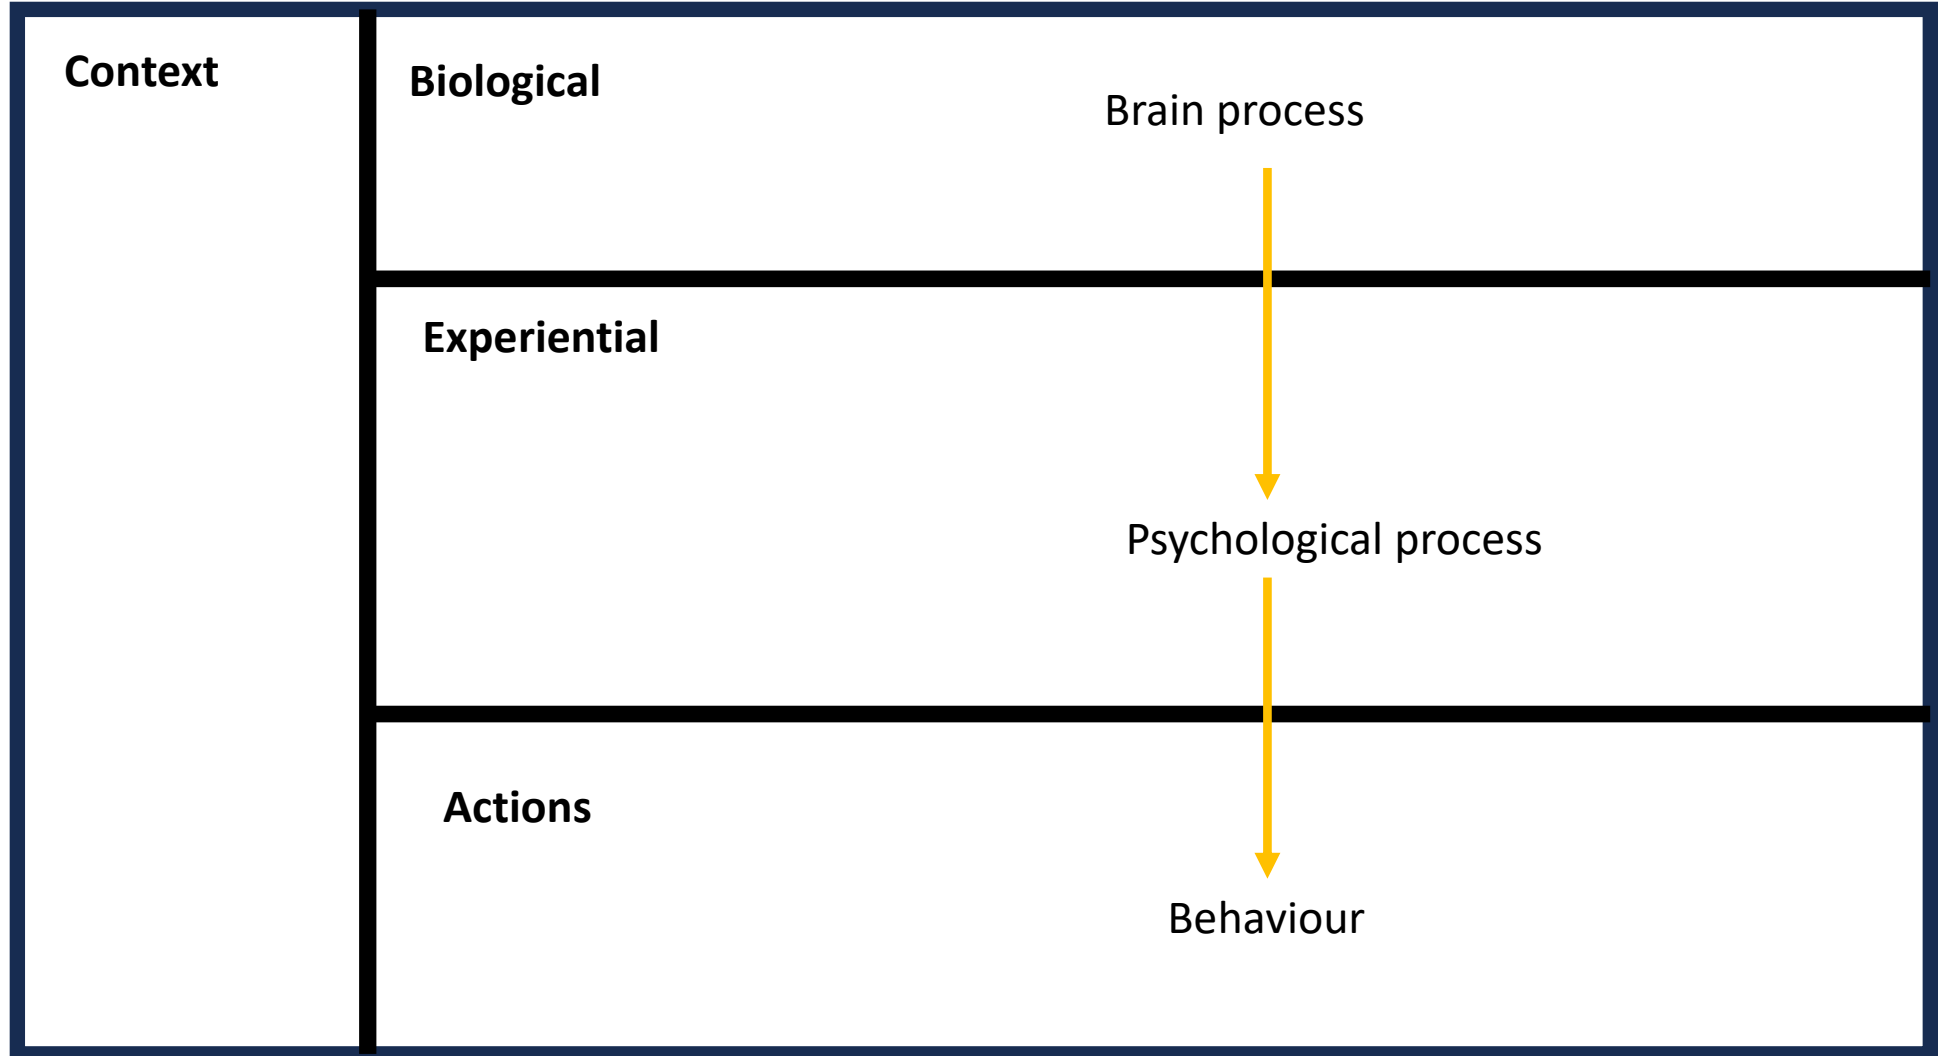 Context
Biological
Brain process
Experiential
Psychological process
Actions
Behaviour